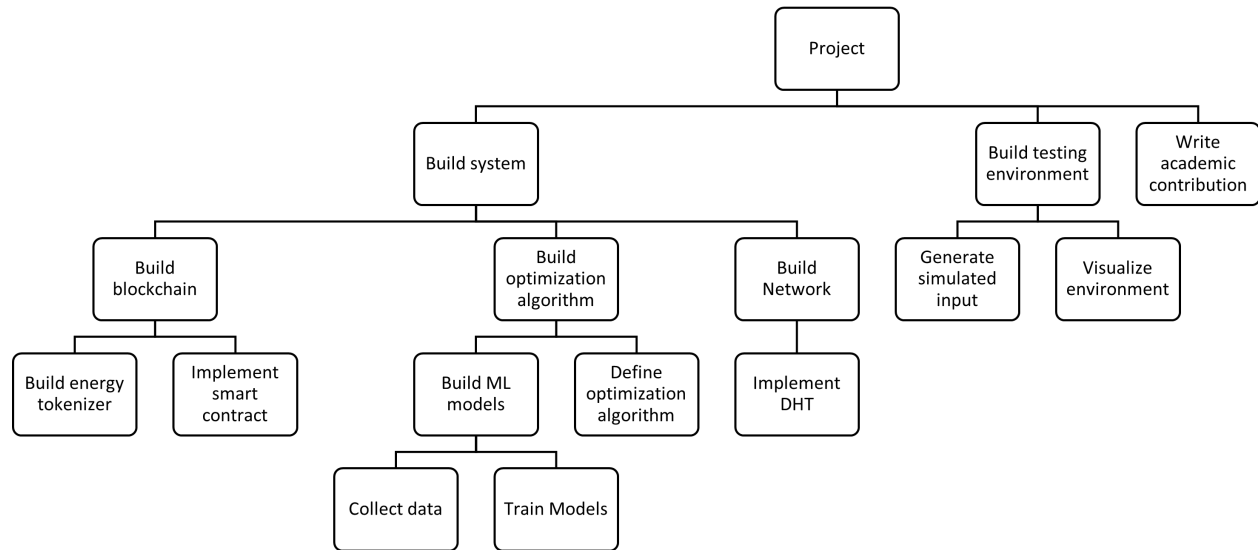 Project
Build system
Build testing
environment
Write
academic
contribution
Build
blockchain
Build
optimization
algorithm
Build
Network
Generate
simulated
input
Visualize
environment
Build energy
tokenizer
Implement
smart
contract
Build ML
models
Define
optimization
algorithm
Implement
DHT
Collect data
Train Models